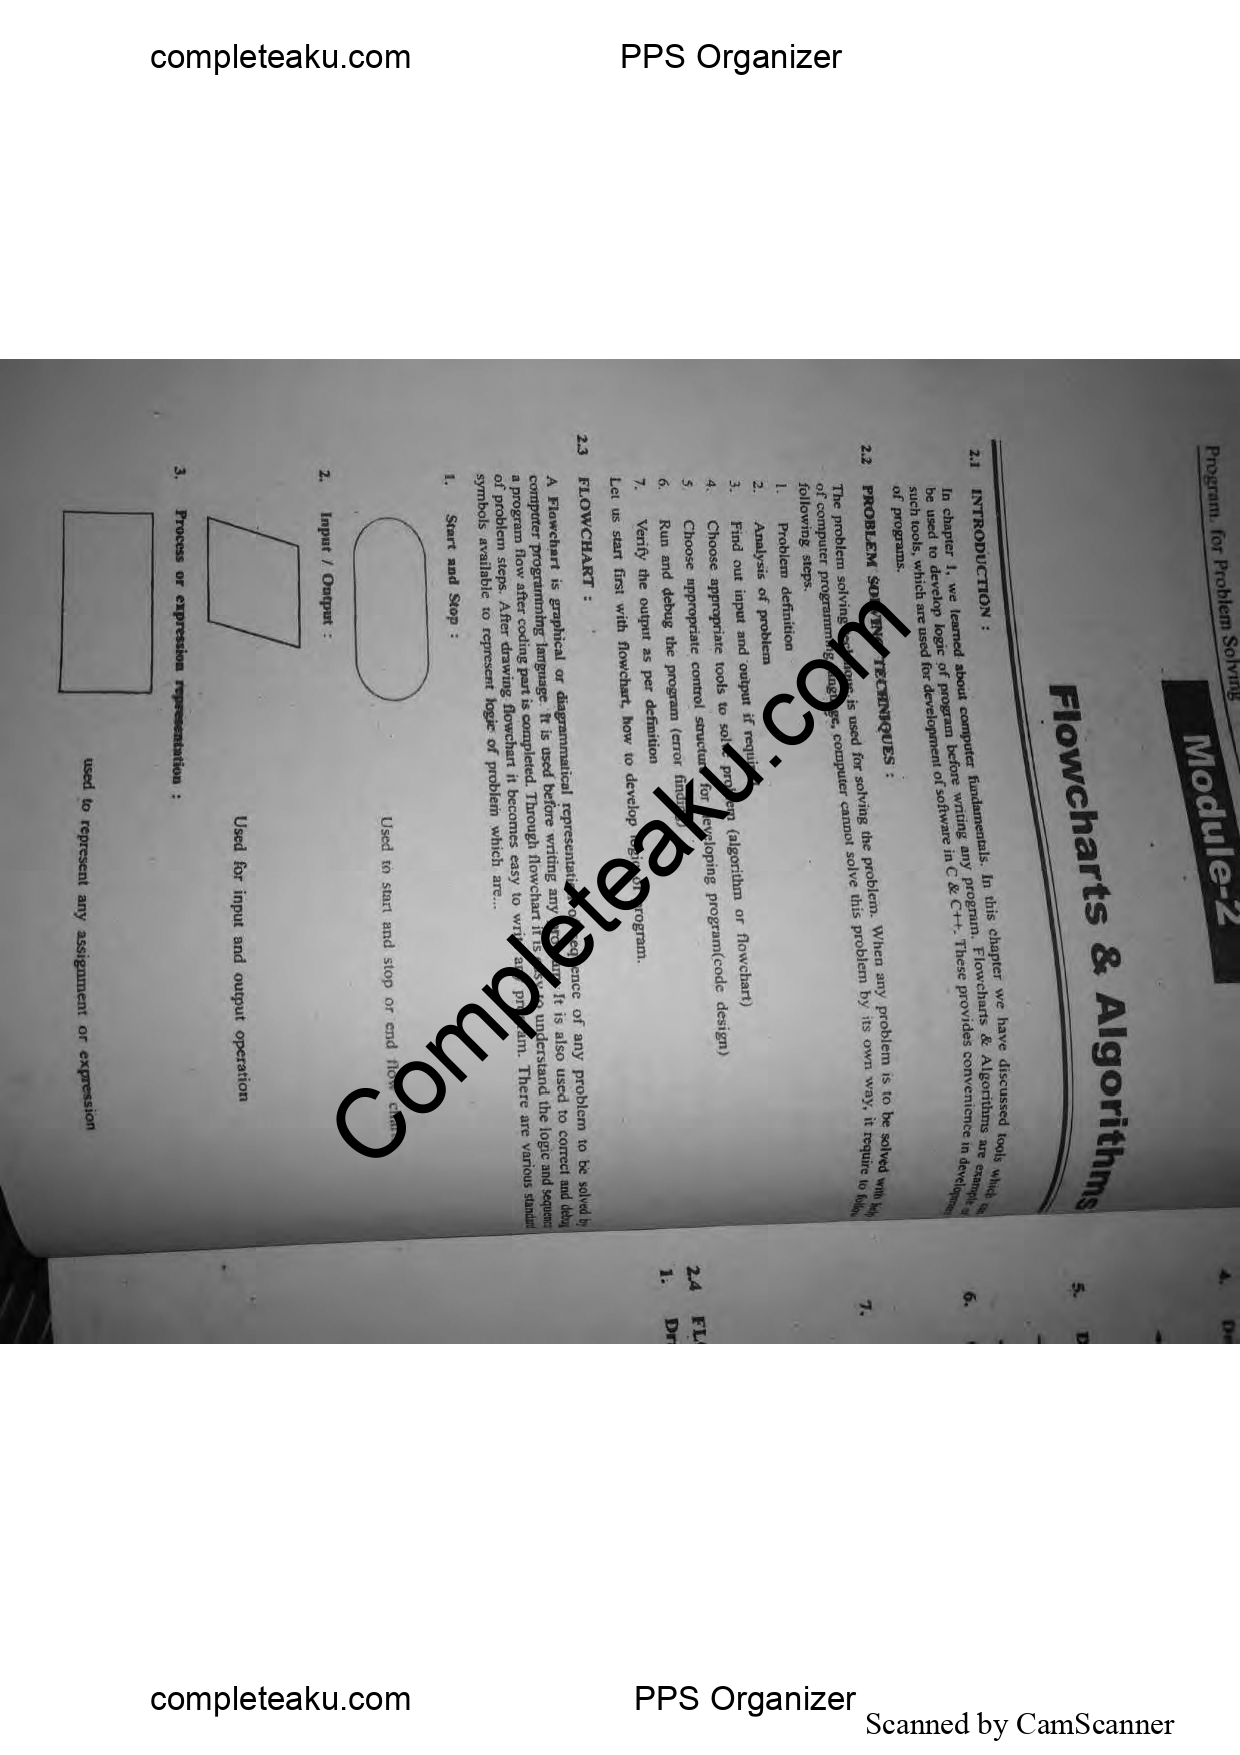 completeaku.com PPS Organizer
Program. for Problem Solving
Module-2
Flowcharts & Algorithms
2.1 INTRODUCTION :
In chapter 1, we learned about computer fundamentals. In this chapter we have discussed tools which
be used to develop logic of program before writing any program. Flowcharts & Algorithms are example
such tools, which are used for development of software in C & C++. These provides convenience in development
of programs.
2.2 PROBLEM SOLVING TECHNIQUES :
The problem solving is used for solving the problem. When any problem is to be solved with help
of computer programming language, computer cannot solve this problem by its own way, it require to follow
following steps.
1. Problem definition
2. Analysis of problem
3. Find out input and output if required
4. Choose appropriate tools to solve problem (algorithm or flowchart)
5. Choose appropriate control structure for developing program(code design)
6. Run and debug the program (error finding)
7. Verify the output as per definition
Let us start first with flowchart, how to develop logic of program.
2.3 FLOWCHART :
A Flowchart is graphical or diagrammatical representation of sequence of any problem to be solved by
computer programming language. It is used before writing any program. It is also used to correct and debug
a program flow after coding part is completed. Through flowchart it is easy to understand the logic and sequence
of problem steps. After drawing flowchart it becomes easy to write any program. There are various standard
symbols available to represent logic of problem which are...
1. Start and Stop :
Used to start and stop or end flow chart
2. Input / Output :
Used for input and output operation
3. Process or expression representation :
used to represent any assignment or expression
4. De
5. D
6.
7.
2.4 FLO
1. Dr
Completeaku.com
completeaku.com PPS Organizer
Scanned by CamScanner